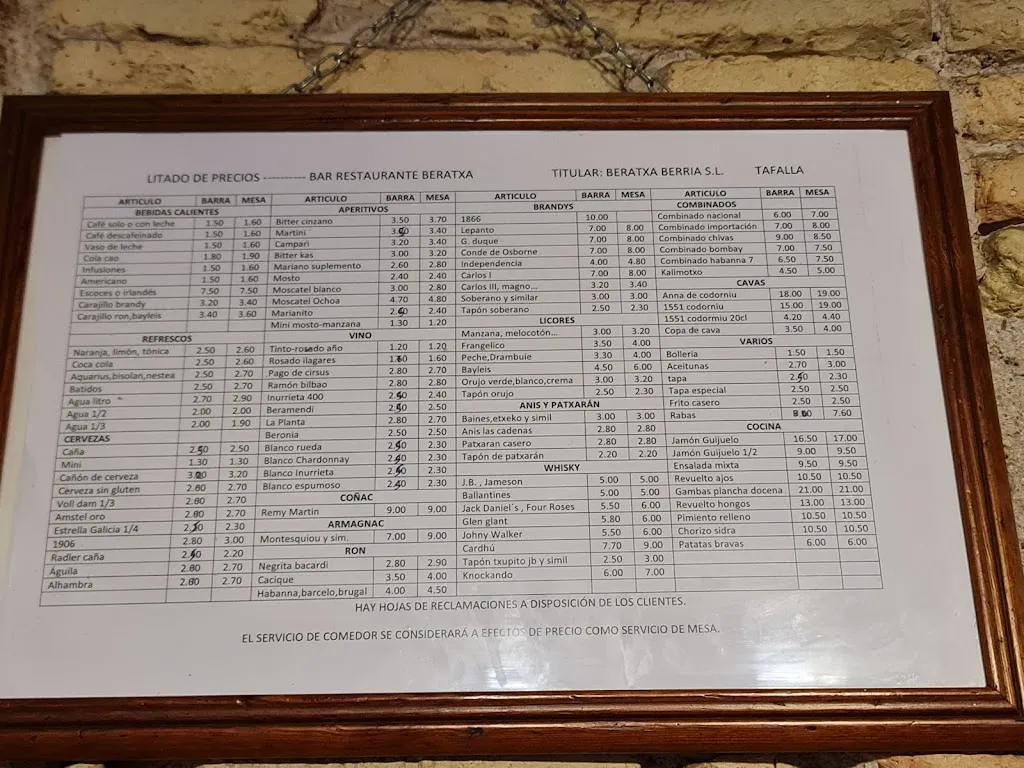 LITADO DE PRECIOS ---------- BAR RESTAURANTE BERATXA TITULAR: BERATXA BERRIA S.L. TAFALLA
ARTICULO BARRA MESA
BEBIDAS CALIENTES
Café solo o con leche 1.50 1.60
Café descafeinado 1.50 1.60
Vaso de leche 1.50 1.60
Cola cao 1.80 1.90
Infusiones 1.50 1.60
Americano 1.50 1.60
Escoces o irlandés 7.50 7.50
Carajillo brandy 3.20 3.40
Carajillo ron,bayleis 3.40 3.60
REFRESCOS
Naranja, limón, tónica 2.50 2.60
Coca cola 2.50 2.60
Aquarius,bisolan,nestea 2.50 2.70
Batidos 2.50 2.70
Agua litro 2.70 2.90
Agua 1/2 2.00 2.00
Agua 1/3 2.00 1.90
CERVEZAS
Caña 2.50 2.50
Mini 1.30 1.30
Cañón de cerveza 3.20
Cerveza sin gluten 2.80 2.70
Voll dam 1/3 2.80 2.70
Amstel oro 2.80 2.70
Estrella Galicia 1/4 2.30
1906 2.80 3.00
Radler caña 2.20
Aguila 2.80 2.70
Alhambra 2.80 2.70
ARTICULO BARRA MESA
APERITIVOS
Bitter cinzano 3.50 3.70
Martini 3.40
Campari 3.20 3.40
Bitter kas 3.00 3.20
Mariano suplemento 2.60 2.80
Mosto 2.40 2.40
Moscatel blanco 3.00 2.80
Moscatel Ochoa 4.70 4.80
Marianito 2.40
Mini mosto-manzana 1.30 1.20
VINO
Tinto-rosado año 1.20 1.20
Rosado ilagares 1.60
Pago de cirsus 2.80 2.70
Ramón bilbao 2.80 2.80
Inurrieta 400 2.40
Beramendi 2.50
La Planta 2.80 2.70
Beronia 2.50 2.50
Blanco rueda 2.30
Blanco Chardonnay 2.30
Blanco Inurrieta 2.30
Blanco espumoso 2.30
COÑAC
Remy Martin 9.00 9.00
ARMAGNAC
Montesquiou y sim. 7.00 9.00
RON
Negrita bacardi 2.80 2.90
Cacique 3.50 4.00
Habanna,barcelo,brugal 4.00 4.50
ARTICULO BARRA MESA
BRANDYS
1866 10.00
Lepanto 7.00 8.00
G. duque 7.00 8.00
Conde de Osborne 7.00 8.00
Independencia 4.00 4.80
Carlos I 7.00 8.00
Carlos III, magno... 3.20 3.40
Soberano y similar 3.00 3.00
Tapón soberano 2.50 2.30
LICORES
Manzana, melocotón... 3.00 3.20
Frangelico 3.50 4.00
Peche,Drambuie 3.30 4.00
Bayleis 4.50 6.00
Orujo verde,blanco,crema 3.00 3.20
Tapón orujo 2.50 2.30
ANIS Y PATXARÁN
Baines,etxeko y simil 3.00 3.00
Anis las cadenas 2.80 2.80
Patxaran casero 2.80 2.80
Tapón de patxarán 2.20 2.20
WHISKY
J.B. , Jameson 5.00 5.00
Ballantines 5.00 5.00
Jack Daniel´s , Four Roses 5.50 6.00
Glen glant 5.80 6.00
Johny Walker 5.50 6.00
Cardhú 7.70 9.00
Tapón txupito jb y simil 2.50 3.00
Knockando 6.00 7.00
ARTICULO BARRA MESA
COMBINADOS
Combinado nacional 6.00 7.00
Combinado importación 7.00 8.00
Combinado chivas 9.00 8.50
Combinado bombay 7.00 7.50
Combinado habanna 7 6.50 7.50
Kalimotxo 4.50 5.00
CAVAS
Anna de codorniu 18.00 19.00
1551 codorniu 15.00 19.00
1551 codorniu 20cl 4.20 4.40
Copa de cava 3.50 4.00
VARIOS
Bolleria 1.50 1.50
Aceitunas 2.70 3.00
tapa 2.30
Tapa especial 2.50 2.50
Frito casero 2.50 2.50
Rabas 7.60
COCINA
Jamón Guijuelo 16.50 17.00
Jamón Guijuelo 1/2 9.00 9.50
Ensalada mixta 9.50 9.50
Revuelto ajos 10.50 10.50
Gambas plancha docena 21.00 21.00
Revuelto hongos 13.00 13.00
Pimiento relleno 10.50 10.50
Chorizo sidra 10.50 10.50
Patatas bravas 6.00 6.00
HAY HOJAS DE RECLAMACIONES A DISPOSICIÓN DE LOS CLIENTES.
EL SERVICIO DE COMEDOR SE CONSIDERARÁ A EFECTOS DE PRECIO COMO SERVICIO DE MESA.